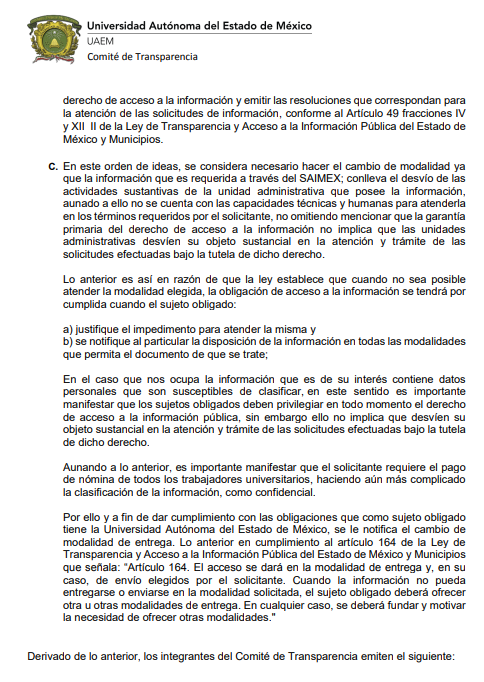 Universidad Autónoma del Estado de México
UAEM
Comité de Transparencia
derecho de acceso a la información y emitir las resoluciones que correspondan para
la atención de las solicitudes de información, conforme al Artículo 49 fracciones IV
y XII II de la Ley de Transparencia y Acceso a la Información Pública del Estado de
México y Municipios.
C. En este orden de ideas, se considera necesario hacer el cambio de modalidad ya
que la información que es requerida a través del SAIMEX; conlleva el desvío de las
actividades sustantivas de la unidad administrativa que posee la información,
aunado a ello no se cuenta con las capacidades técnicas y humanas para atenderla
en los términos requeridos por el solicitante, no omitiendo mencionar que la garantía
primaria del derecho de acceso a la información no implica que las unidades
administrativas desvíen su objeto sustancial en la atención y trámite de las
solicitudes efectuadas bajo la tutela de dicho derecho.
Lo anterior es así en razón de que la ley establece que cuando no sea posible
atender la modalidad elegida, la obligación de acceso a la información se tendrá por
cumplida cuando el sujeto obligado:
a) justifique el impedimento para atender la misma y
b) se notifique al particular la disposición de la información en todas las modalidades
que permita el documento de que se trate;
En el caso que nos ocupa la información que es de su interés contiene datos
personales que son susceptibles de clasificar, en este sentido es importante
manifestar que los sujetos obligados deben privilegiar en todo momento el derecho
de acceso a la información pública, sin embargo ello no implica que desvíen su
objeto sustancial en la atención y trámite de las solicitudes efectuadas bajo la tutela
de dicho derecho.
Aunando a lo anterior, es importante manifestar que el solicitante requiere el pago
de nómina de todos los trabajadores universitarios, haciendo aún más complicado
la clasificación de la información, como confidencial.
Por ello y a fin de dar cumplimiento con las obligaciones que como sujeto obligado
tiene la Universidad Autónoma del Estado de México, se le notifica el cambio de
modalidad de entrega. Lo anterior en cumplimiento al artículo 164 de la Ley de
Transparencia y Acceso a la Información Pública del Estado de México y Municipios
que señala: "Artículo 164. El acceso se dará en la modalidad de entrega y, en su
caso, de envío elegidos por el solicitante. Cuando la información no pueda
entregarse o enviarse en la modalidad solicitada, el sujeto obligado deberá ofrecer
otra u otras modalidades de entrega. En cualquier caso, se deberá fundar y motivar
la necesidad de ofrecer otras modalidades."
Derivado de lo anterior, los integrantes del Comité de Transparencia emiten el siguiente: